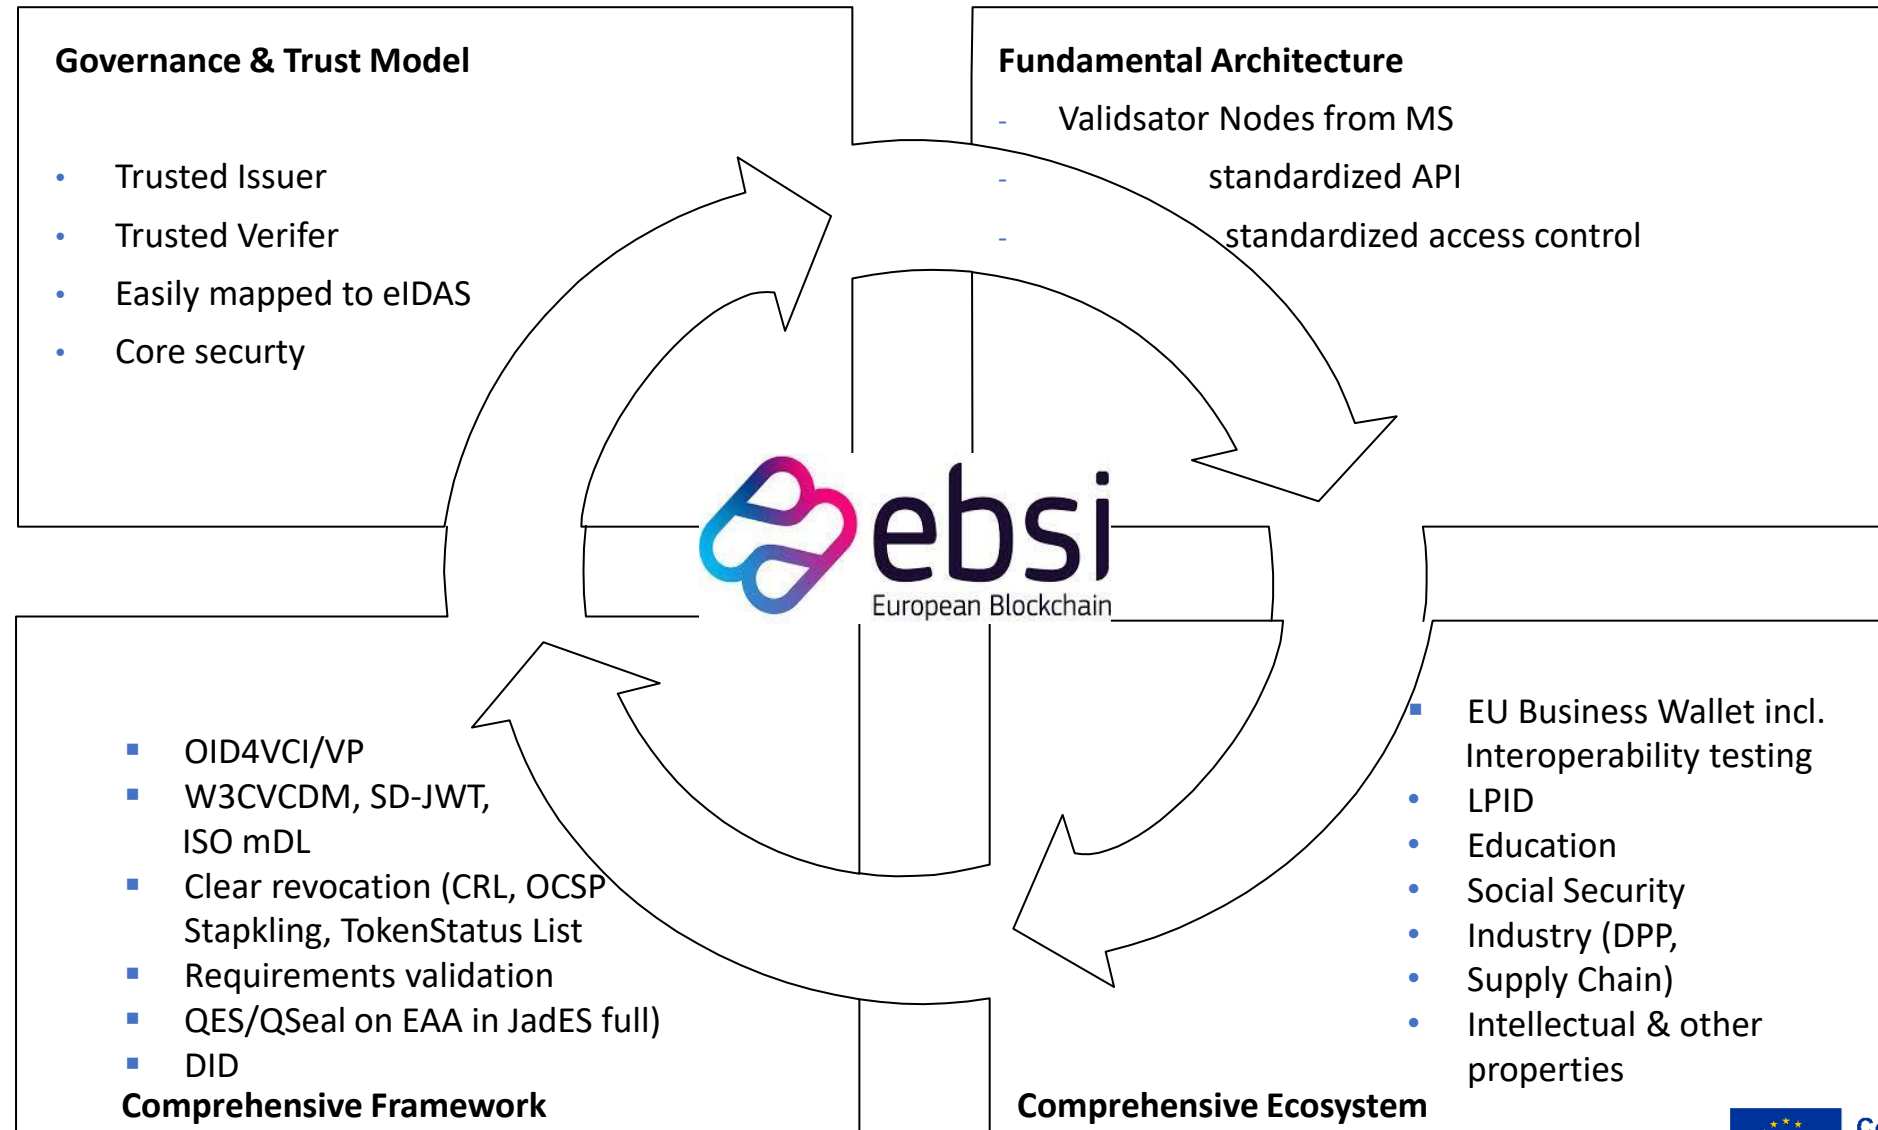 Governance & Trust Model
• Trusted Issuer
• Trusted Verifer
• Easily mapped to eIDAS
• Core securty
Fundamental Architecture
- Validsator Nodes from MS
- standardized API
- standardized access control
ebsi
European Blockchain
▪ OID4VCI/VP
▪ W3CVCDM, SD-JWT,
ISO mDL
▪ Clear revocation (CRL, OCSP
Stapkling, TokenStatus List
▪ Requirements validation
▪ QES/QSeal on EAA in JadES full)
▪ DID
Comprehensive Framework
▪ EU Business Wallet incl.
Interoperability testing
• LPID
• Education
• Social Security
• Industry (DPP,
• Supply Chain)
• Intellectual & other
properties
Comprehensive Ecosystem